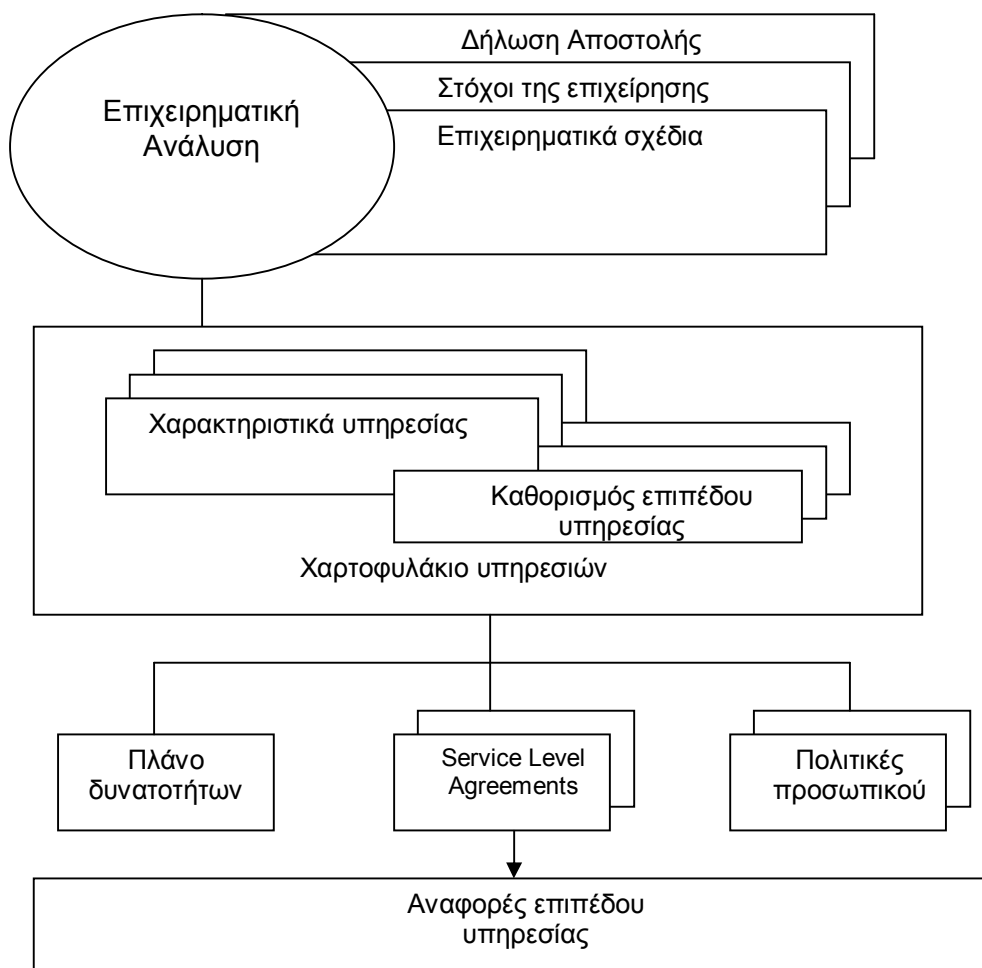 Δήλωση Αποστολής
Στόχοι της επιχείρησης
Επιχειρηματικά σχέδια
Επιχειρηματική
Ανάλυση
Χαρακτηριστικά υπηρεσίας
Καθορισμός επιπέδου
υπηρεσίας
Χαρτοφυλάκιο υπηρεσιών
Πλάνο
δυνατοτήτων
Service Level
Agreements
Πολιτικές
προσωπικού
Αναφορές επιπέδου
υπηρεσίας